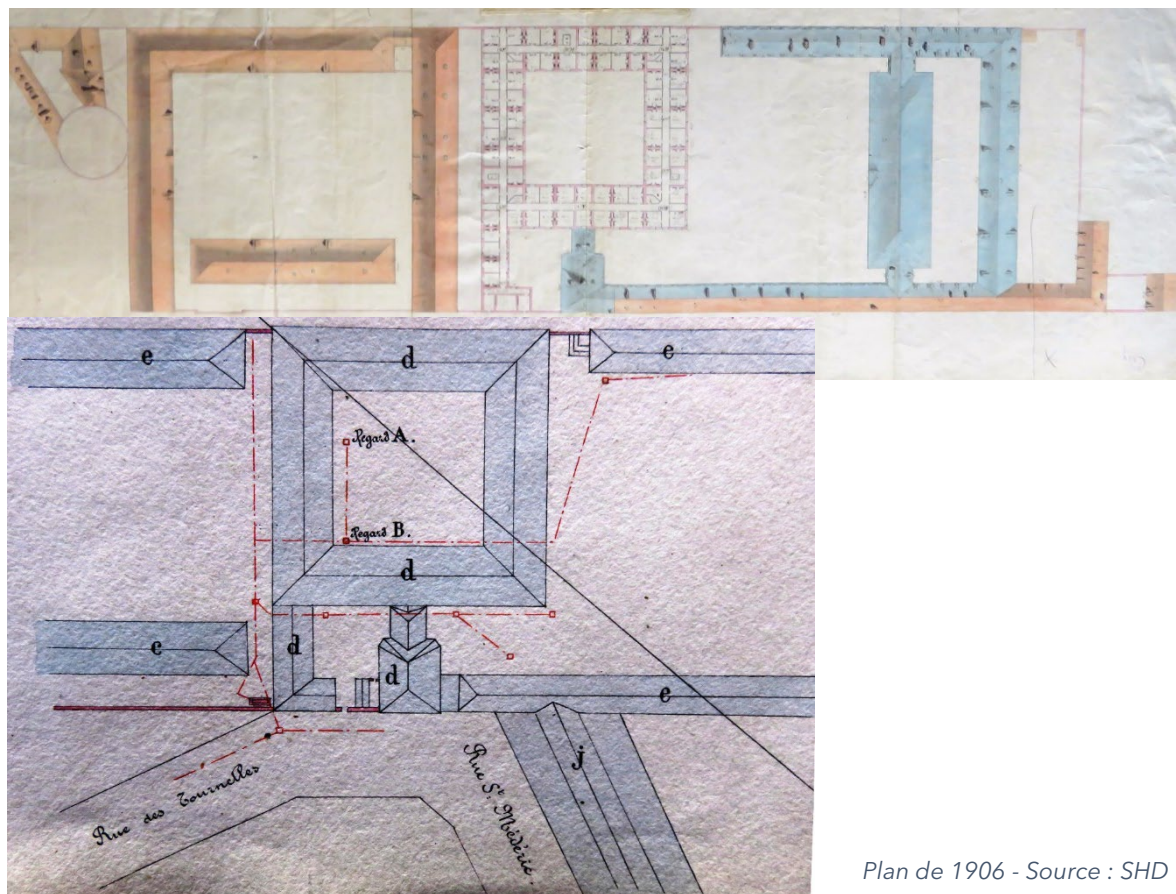 e
d
e
Regard A.
Regard B.
d
c
d
d
e
j
Rue des Tournelles
Rue St. Médéric.
Plan de 1906 - Source : SHD